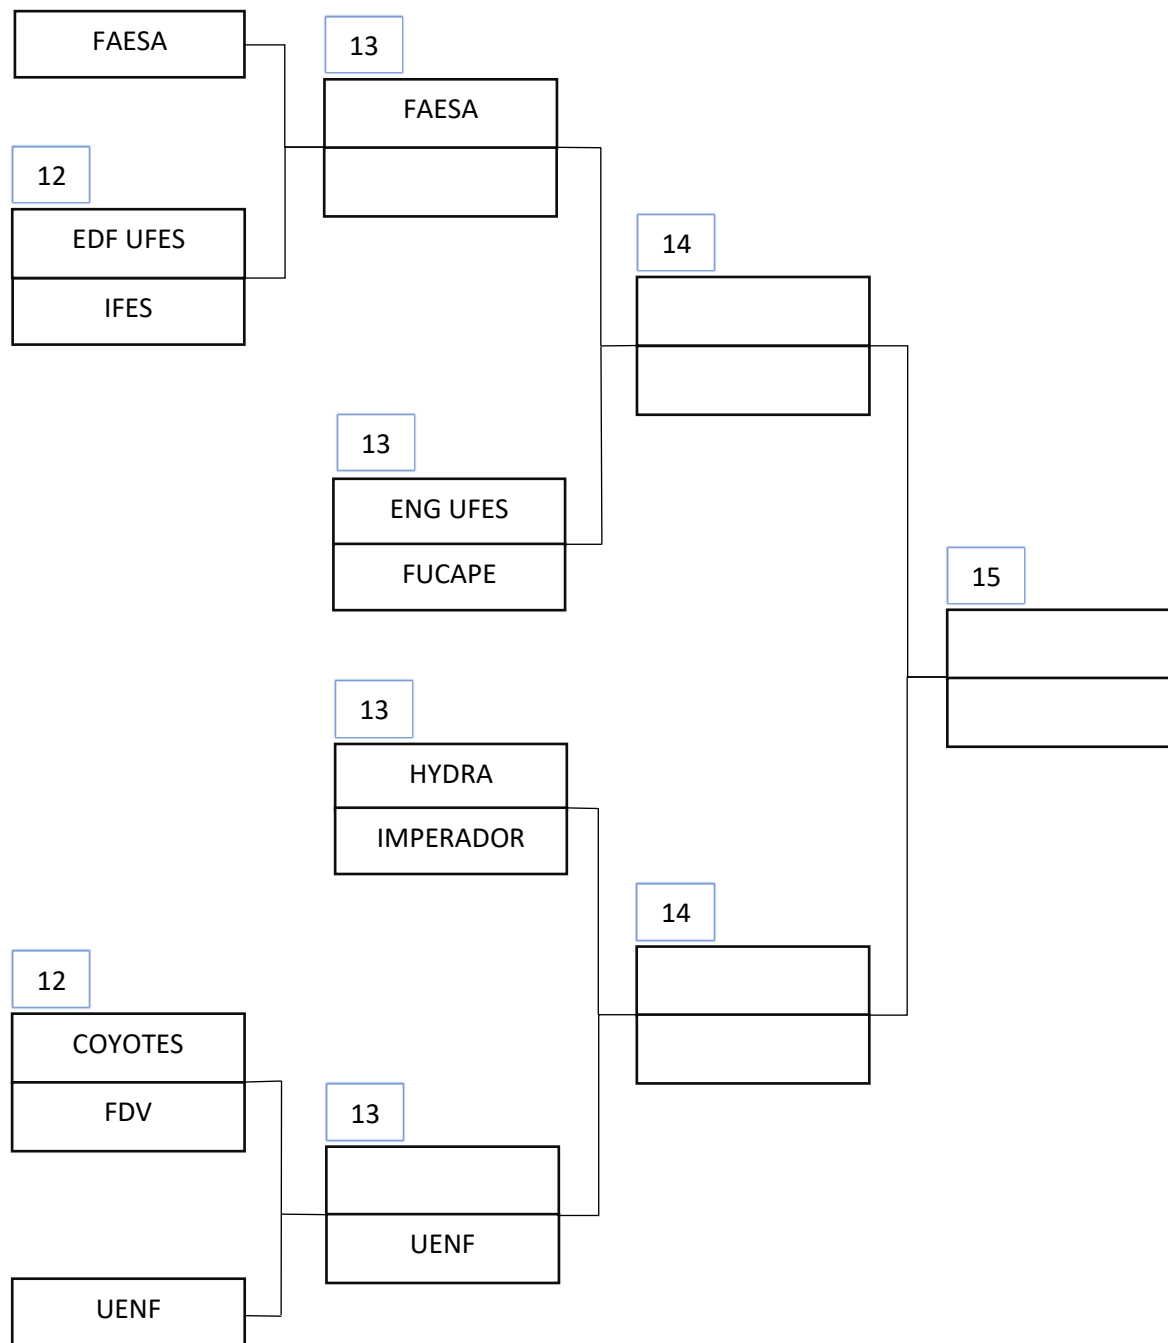 FAESA
13
FAESA
12
EDF UFES
IFES
14
13
ENG UFES
FUCAPE
15
13
HYDRA
IMPERADOR
14
12
COYOTES
FDV
13
UENF
UENF